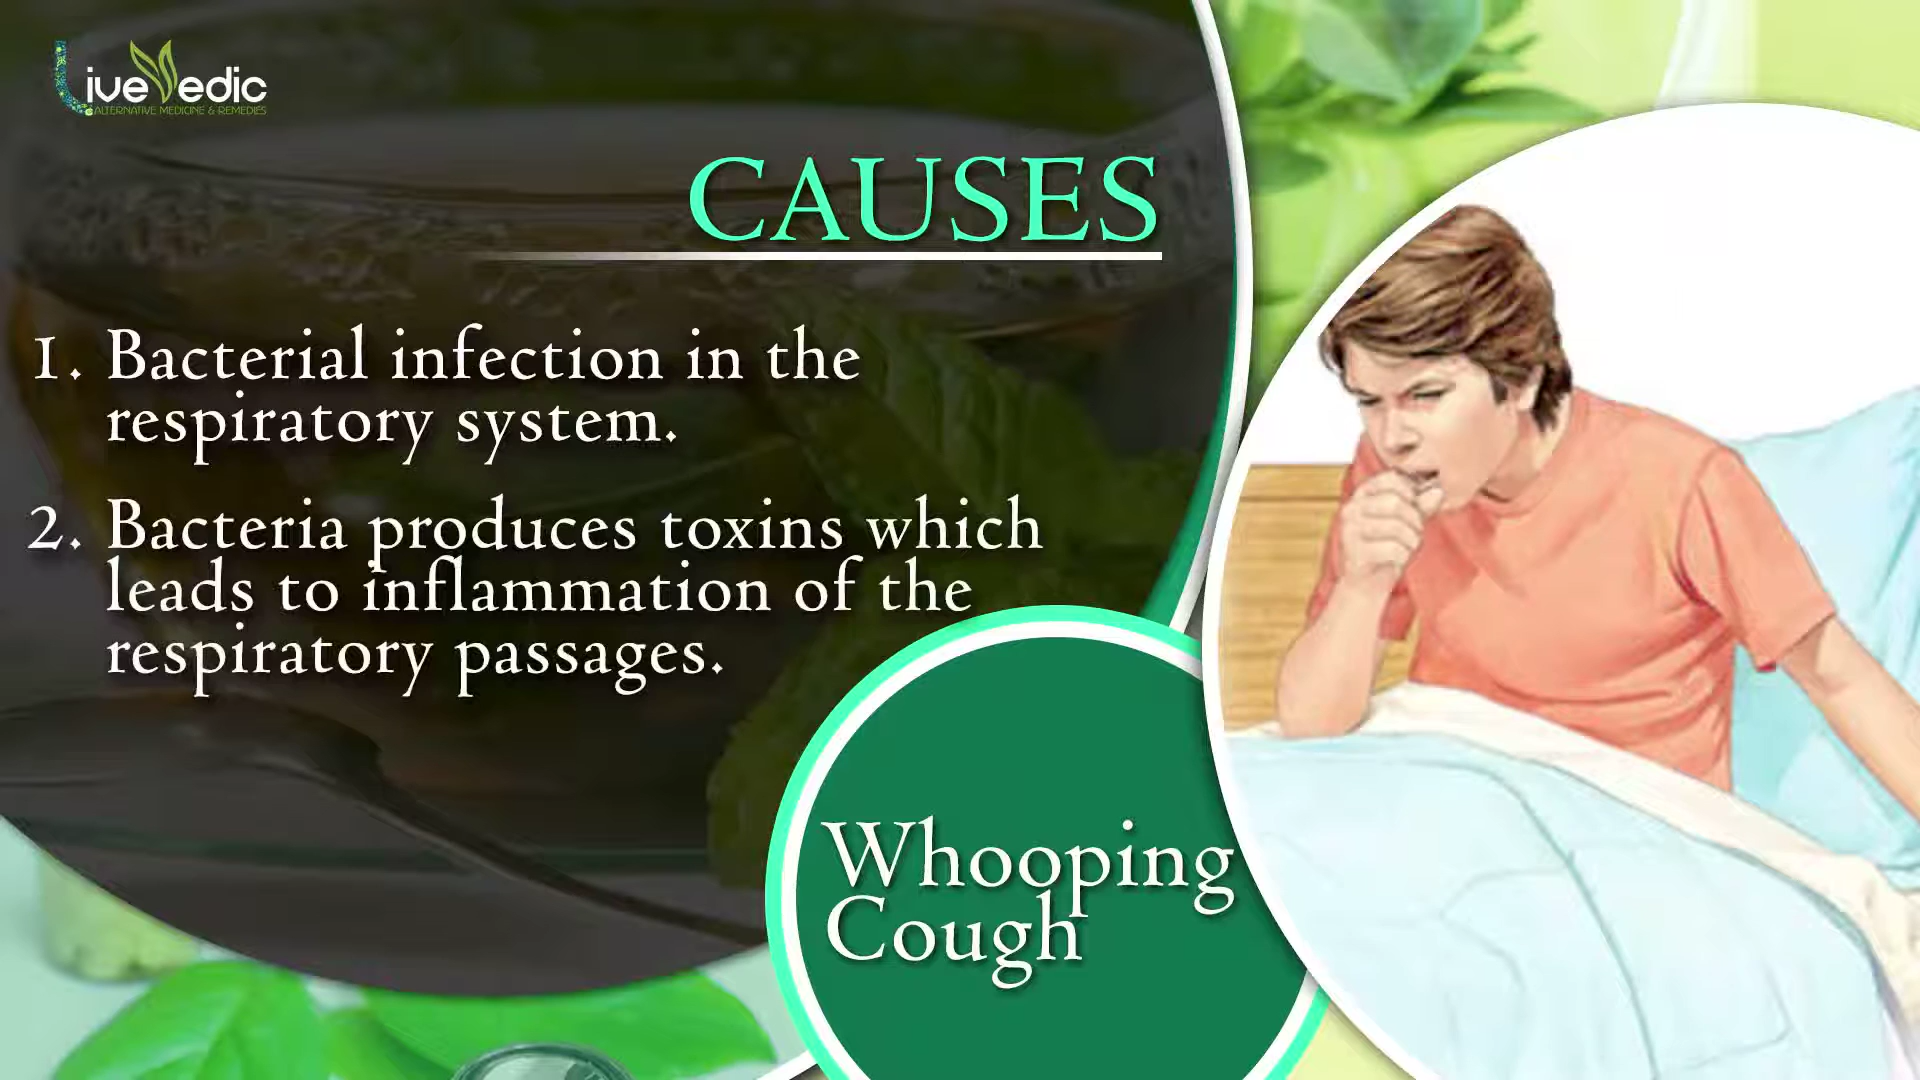 LiveVedic
ALTERNATIVE MEDICINE & REMEDIES
CAUSES
1. Bacterial infection in the
respiratory system.
2. Bacteria produces toxins which
leads to inflammation of the
respiratory passages.
Whooping
Cough